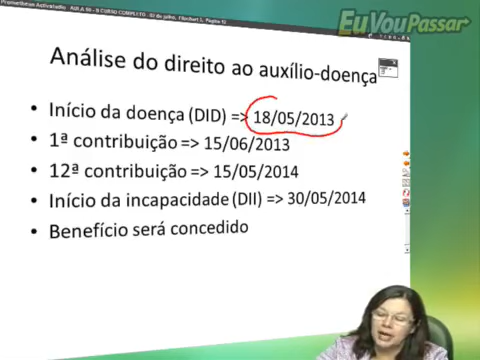 EuVouPassar
Análise do direito ao auxílio-doença
• Início da doença (DID) => 18/05/2013
• 1ª contribuição => 15/06/2013
• 12ª contribuição => 15/05/2014
• Início da incapacidade (DII) => 30/05/2014
• Benefício será concedido